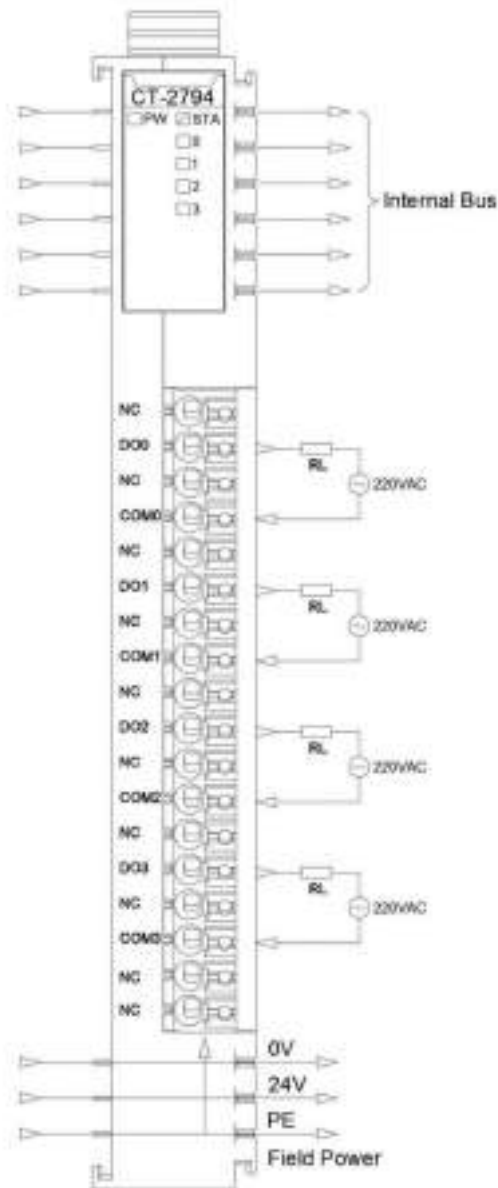 CT-2794
PW STA
0
1
2
3
Internal Bus
NC
DO0
RL
220VAC
NC
COM0
NC
DO1
RL
220VAC
NC
COM1
NC
DO2
RL
220VAC
NC
COM2
NC
DO3
RL
220VAC
NC
COM3
NC
NC
0V
24V
PE
Field Power